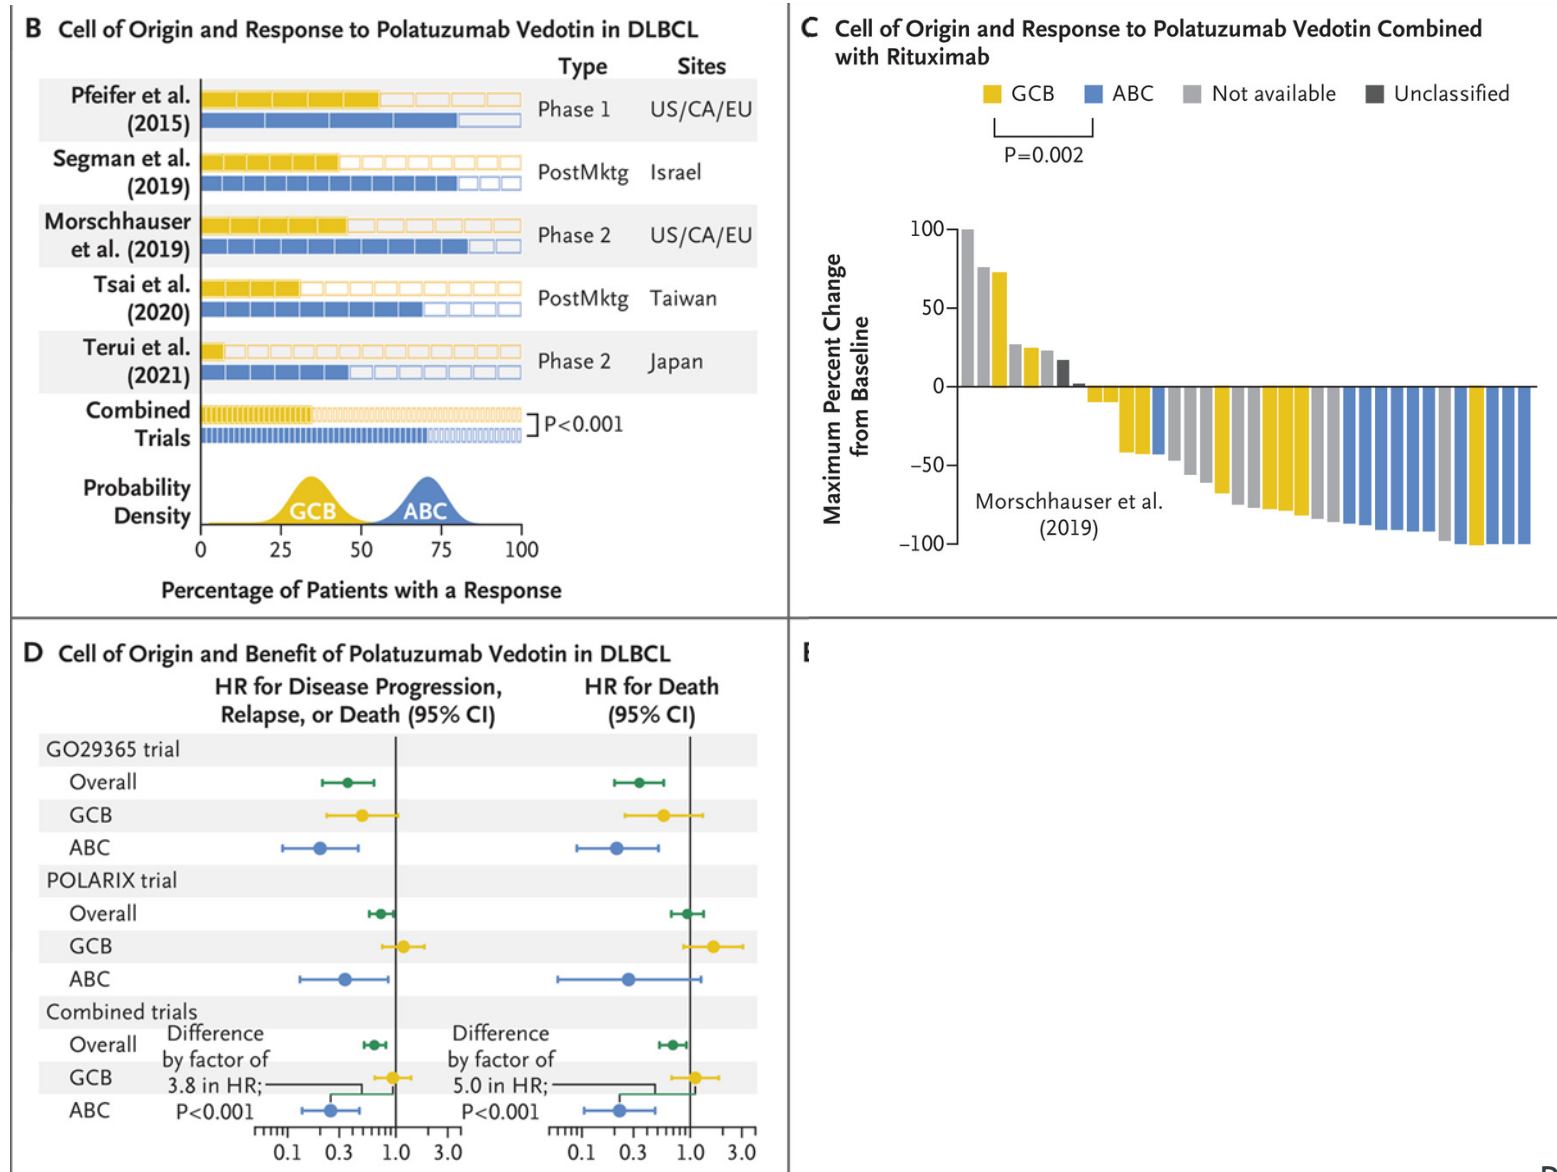 B Cell of Origin and Response to Polatuzumab Vedotin in DLBCL
Type Sites
Pfeifer et al.
(2015)
Phase 1 US/CA/EU
Segman et al.
(2019)
PostMktg Israel
Morschhauser
et al. (2019)
Phase 2 US/CA/EU
Tsai et al.
(2020)
PostMktg Taiwan
Terui et al.
(2021)
Phase 2 Japan
Combined
Trials
P<0.001
Probability
Density
GCB ABC
0 25 50 75 100
Percentage of Patients with a Response
C Cell of Origin and Response to Polatuzumab Vedotin Combined
with Rituximab
GCB ABC Not available Unclassified
P=0.002
Maximum Percent Change
from Baseline
100
50
0
−50
−100
Morschhauser et al.
(2019)
D Cell of Origin and Benefit of Polatuzumab Vedotin in DLBCL
HR for Disease Progression,
Relapse, or Death (95% CI)
HR for Death
(95% CI)
GO29365 trial
Overall
GCB
ABC
POLARIX trial
Overall
GCB
ABC
Combined trials
Overall
GCB
ABC
Difference
by factor of
3.8 in HR;
P<0.001
Difference
by factor of
5.0 in HR;
P<0.001
0.1 0.3 1.0 3.0
0.1 0.3 1.0 3.0